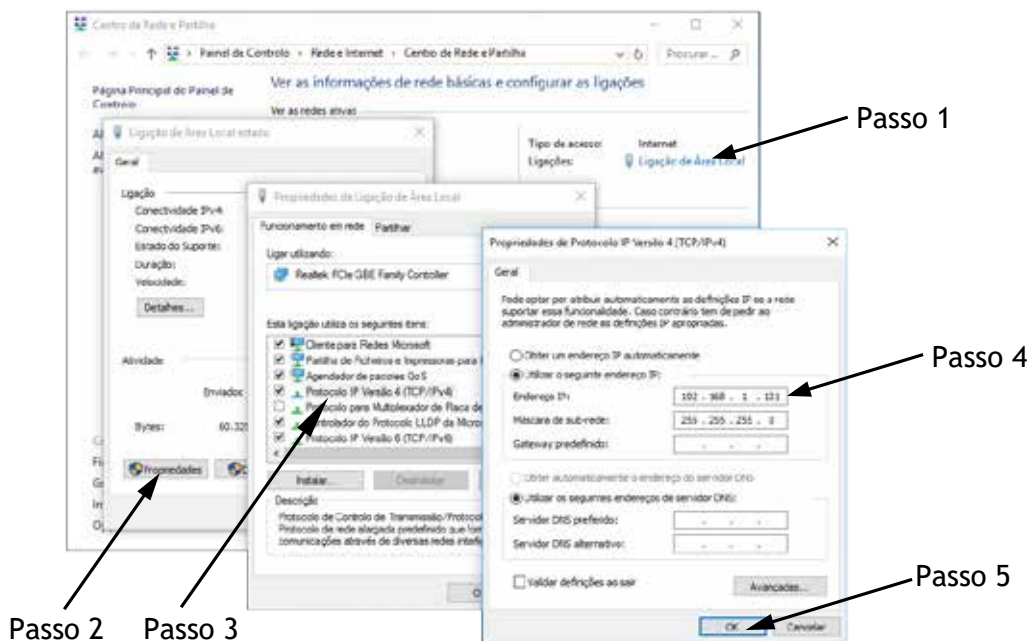 Centro de Rede e Partilha
Painel de Controlo › Rede e Internet › Centro de Rede e Partilha
Procurar...
Página Principal do Painel de
Controlo
Ver as informações de rede básicas e configurar as ligações
Ver as redes ativas
Tipo de acesso: Internet
Ligações: Ligação de Área Local
Passo 1
Ligação de Área Local estado
Geral
Ligação
Conectividade IPv4:
Conectividade IPv6:
Estado do Suporte:
Duração:
Velocidade:
Detalhes...
Atividade
Enviados
Bytes:
Propriedades
Passo 2
Propriedades de Ligação de Área Local
Funcionamento em rede Partilhar
Ligar utilizando:
Realtek PCIe GBE Family Controller
Esta ligação utiliza os seguintes itens:
Cliente para Redes Microsoft
Partilha de Ficheiros e Impressoras para
Agendador de pacotes QoS
Protocolo IP Versão 4 (TCP/IPv4)
Protocolo para Multiplexador de Placa de
Controlador do Protocolo LLDP da Micros
Protocolo IP Versão 6 (TCP/IPv6)
Instalar... Desinstalar
Descrição
Protocolo de Controlo de Transmissão/Protocol
Protocolo de rede alargada predefinido que forn
comunicações através de diversas redes interli
Passo 3
Propriedades de Protocolo IP Versão 4 (TCP/IPv4)
Geral
Pode optar por atribuir automaticamente as definições IP se a rede
suportar essa funcionalidade. Caso contrário tem de pedir ao
administrador de rede as definições IP apropriadas.
Obter um endereço IP automaticamente
Utilizar o seguinte endereço IP:
Endereço IP: 192 . 168 . 1 .
Passo 4
Máscara de sub-rede: 255 . 255 . 255 . 0
Gateway predefinido:
Obter automaticamente o endereço do servidor DNS
Utilizar os seguintes endereços de servidor DNS:
Servidor DNS preferido:
Servidor DNS alternativo:
Validar definições ao sair
Avançadas...
OK Cancelar
Passo 5